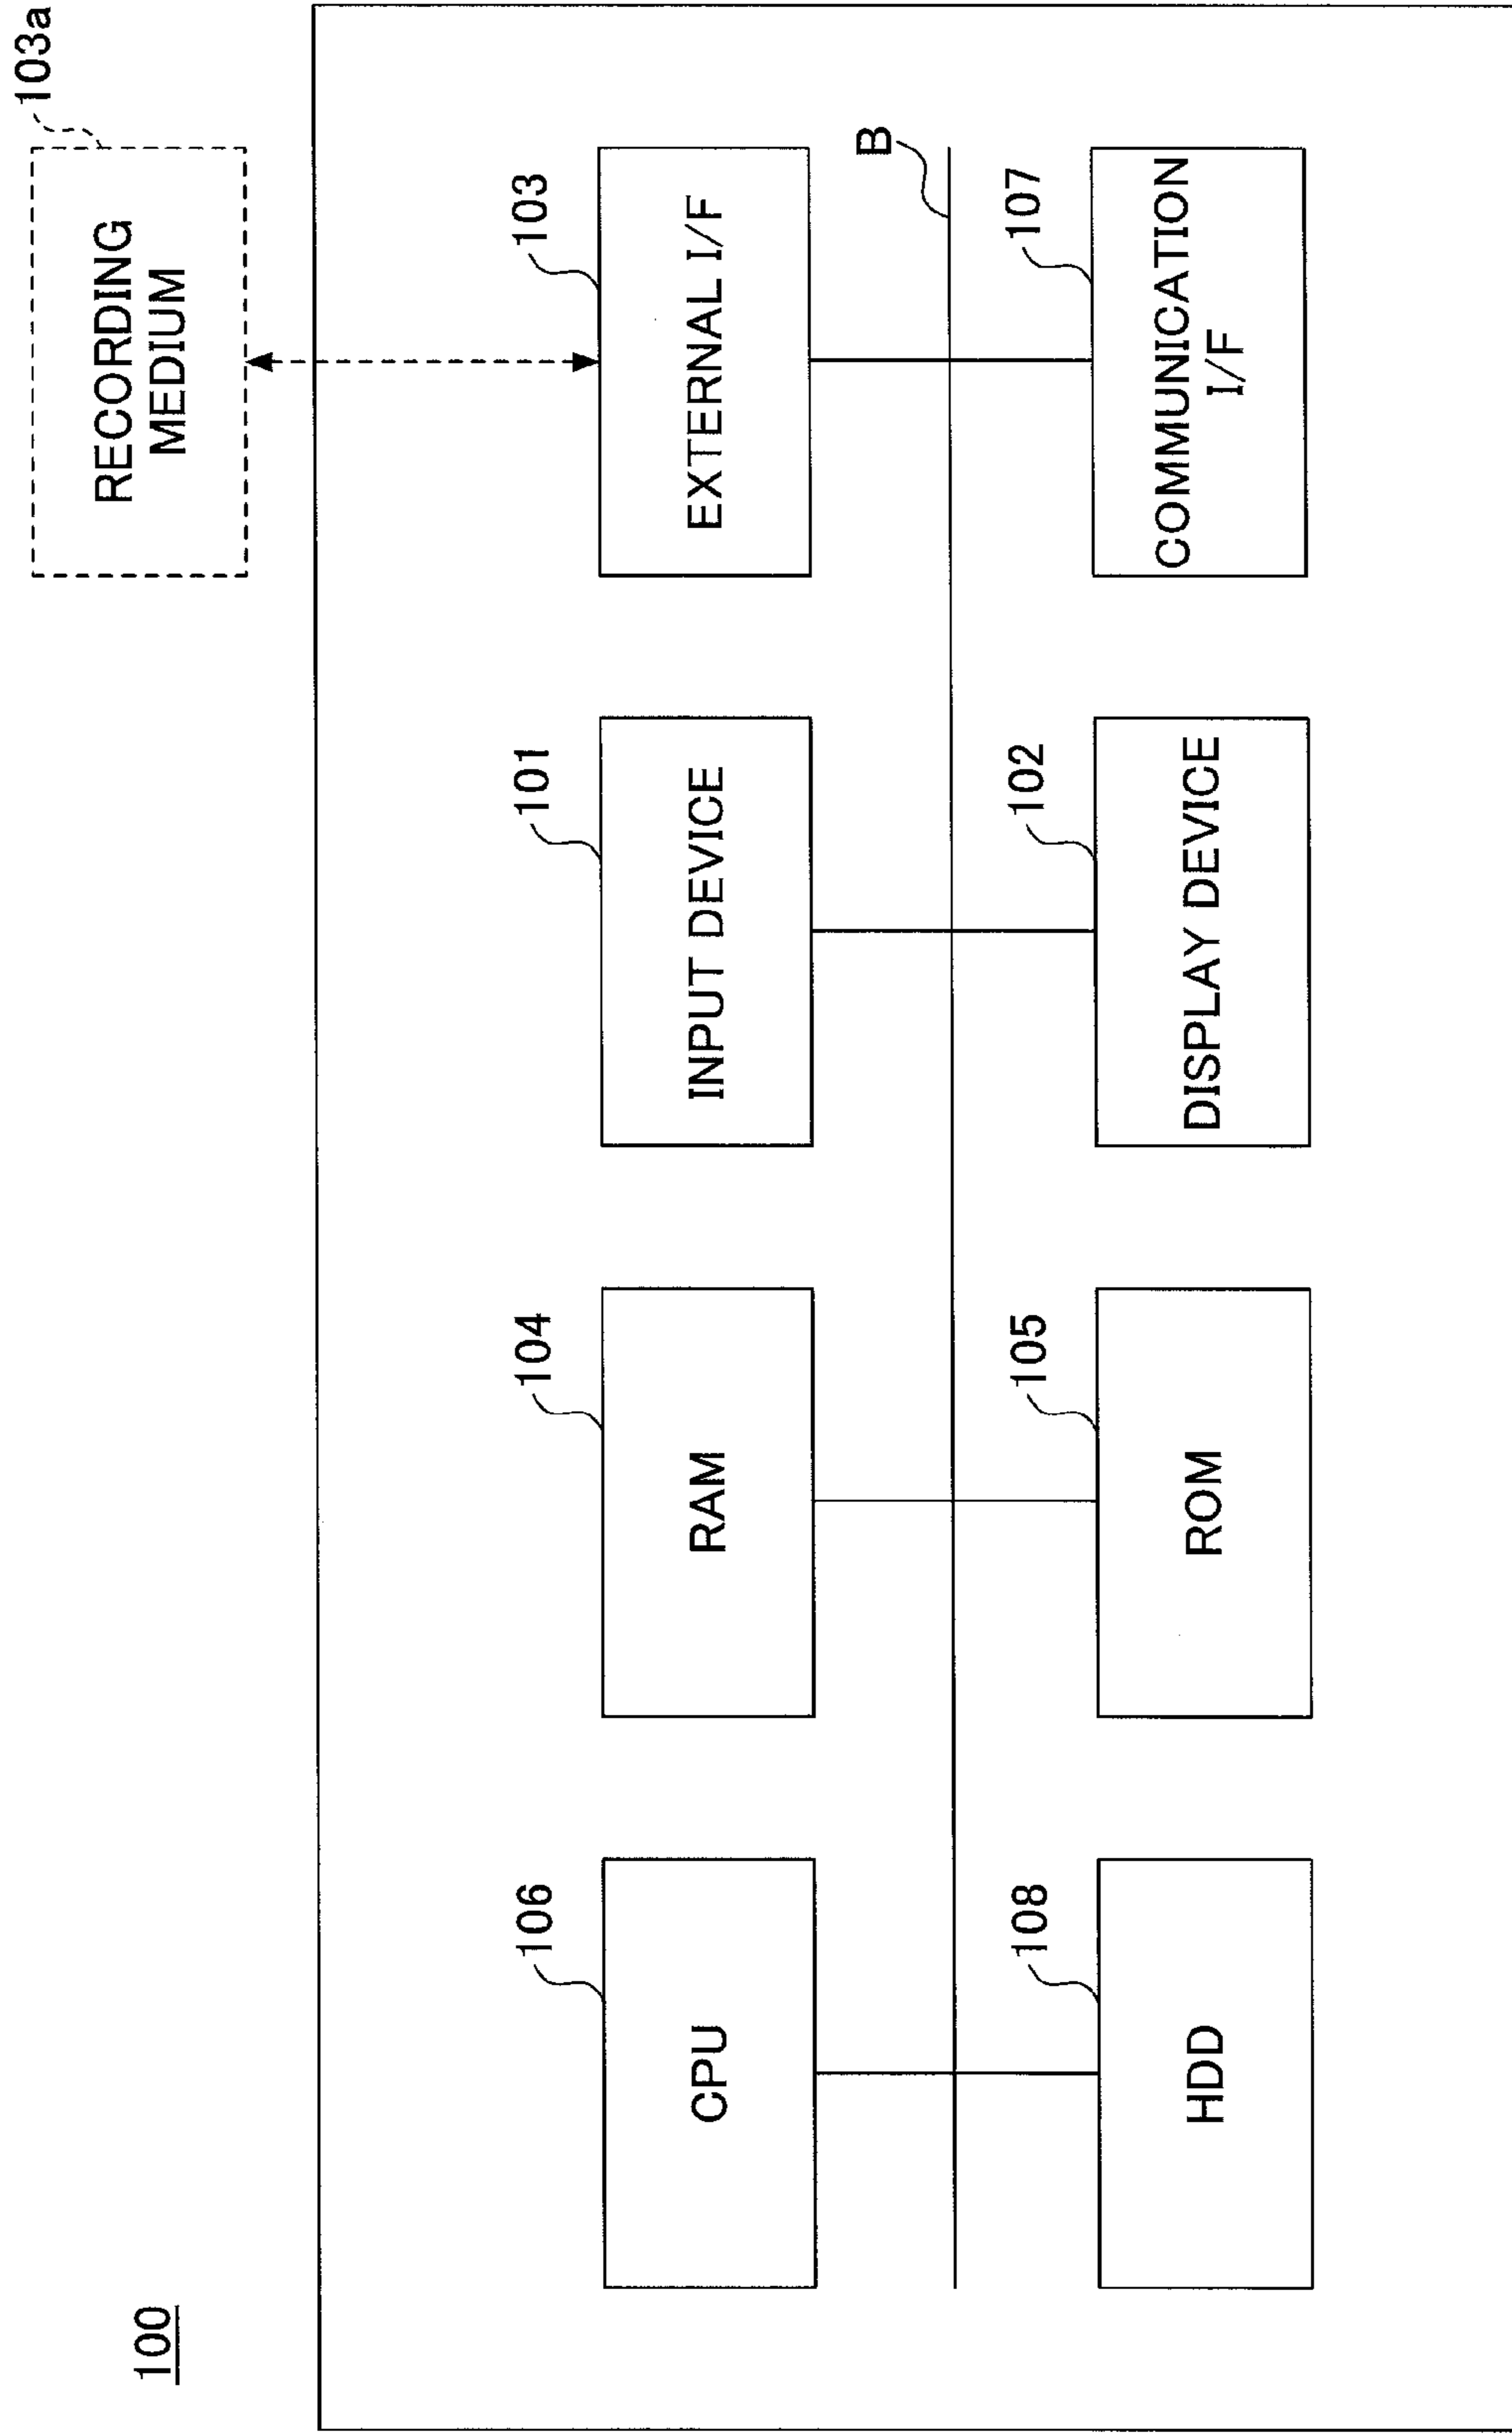 100
RECORDING
MEDIUM
103a
106
CPU
104
RAM
101
INPUT DEVICE
103
EXTERNAL I/F
B
108
HDD
105
ROM
102
DISPLAY DEVICE
107
COMMUNICATION
I/F